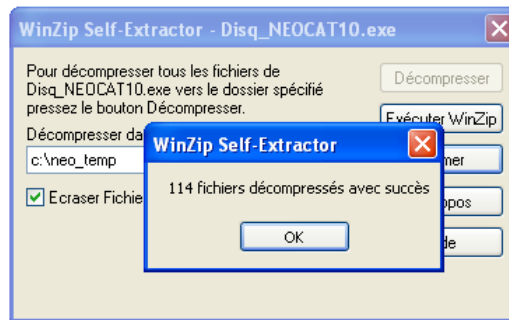 WinZip Self-Extractor - Disq_NEOCAT10.exe
Pour décompresser tous les fichiers de
Disq_NEOCAT10.exe vers le dossier spécifié
pressez le bouton Décompresser.
Décompresser
Exécuter WinZip
Décompresser
c:\neo_temp
Ecraser
WinZip Self-Extractor
114 fichiers décompressés avec succès
OK